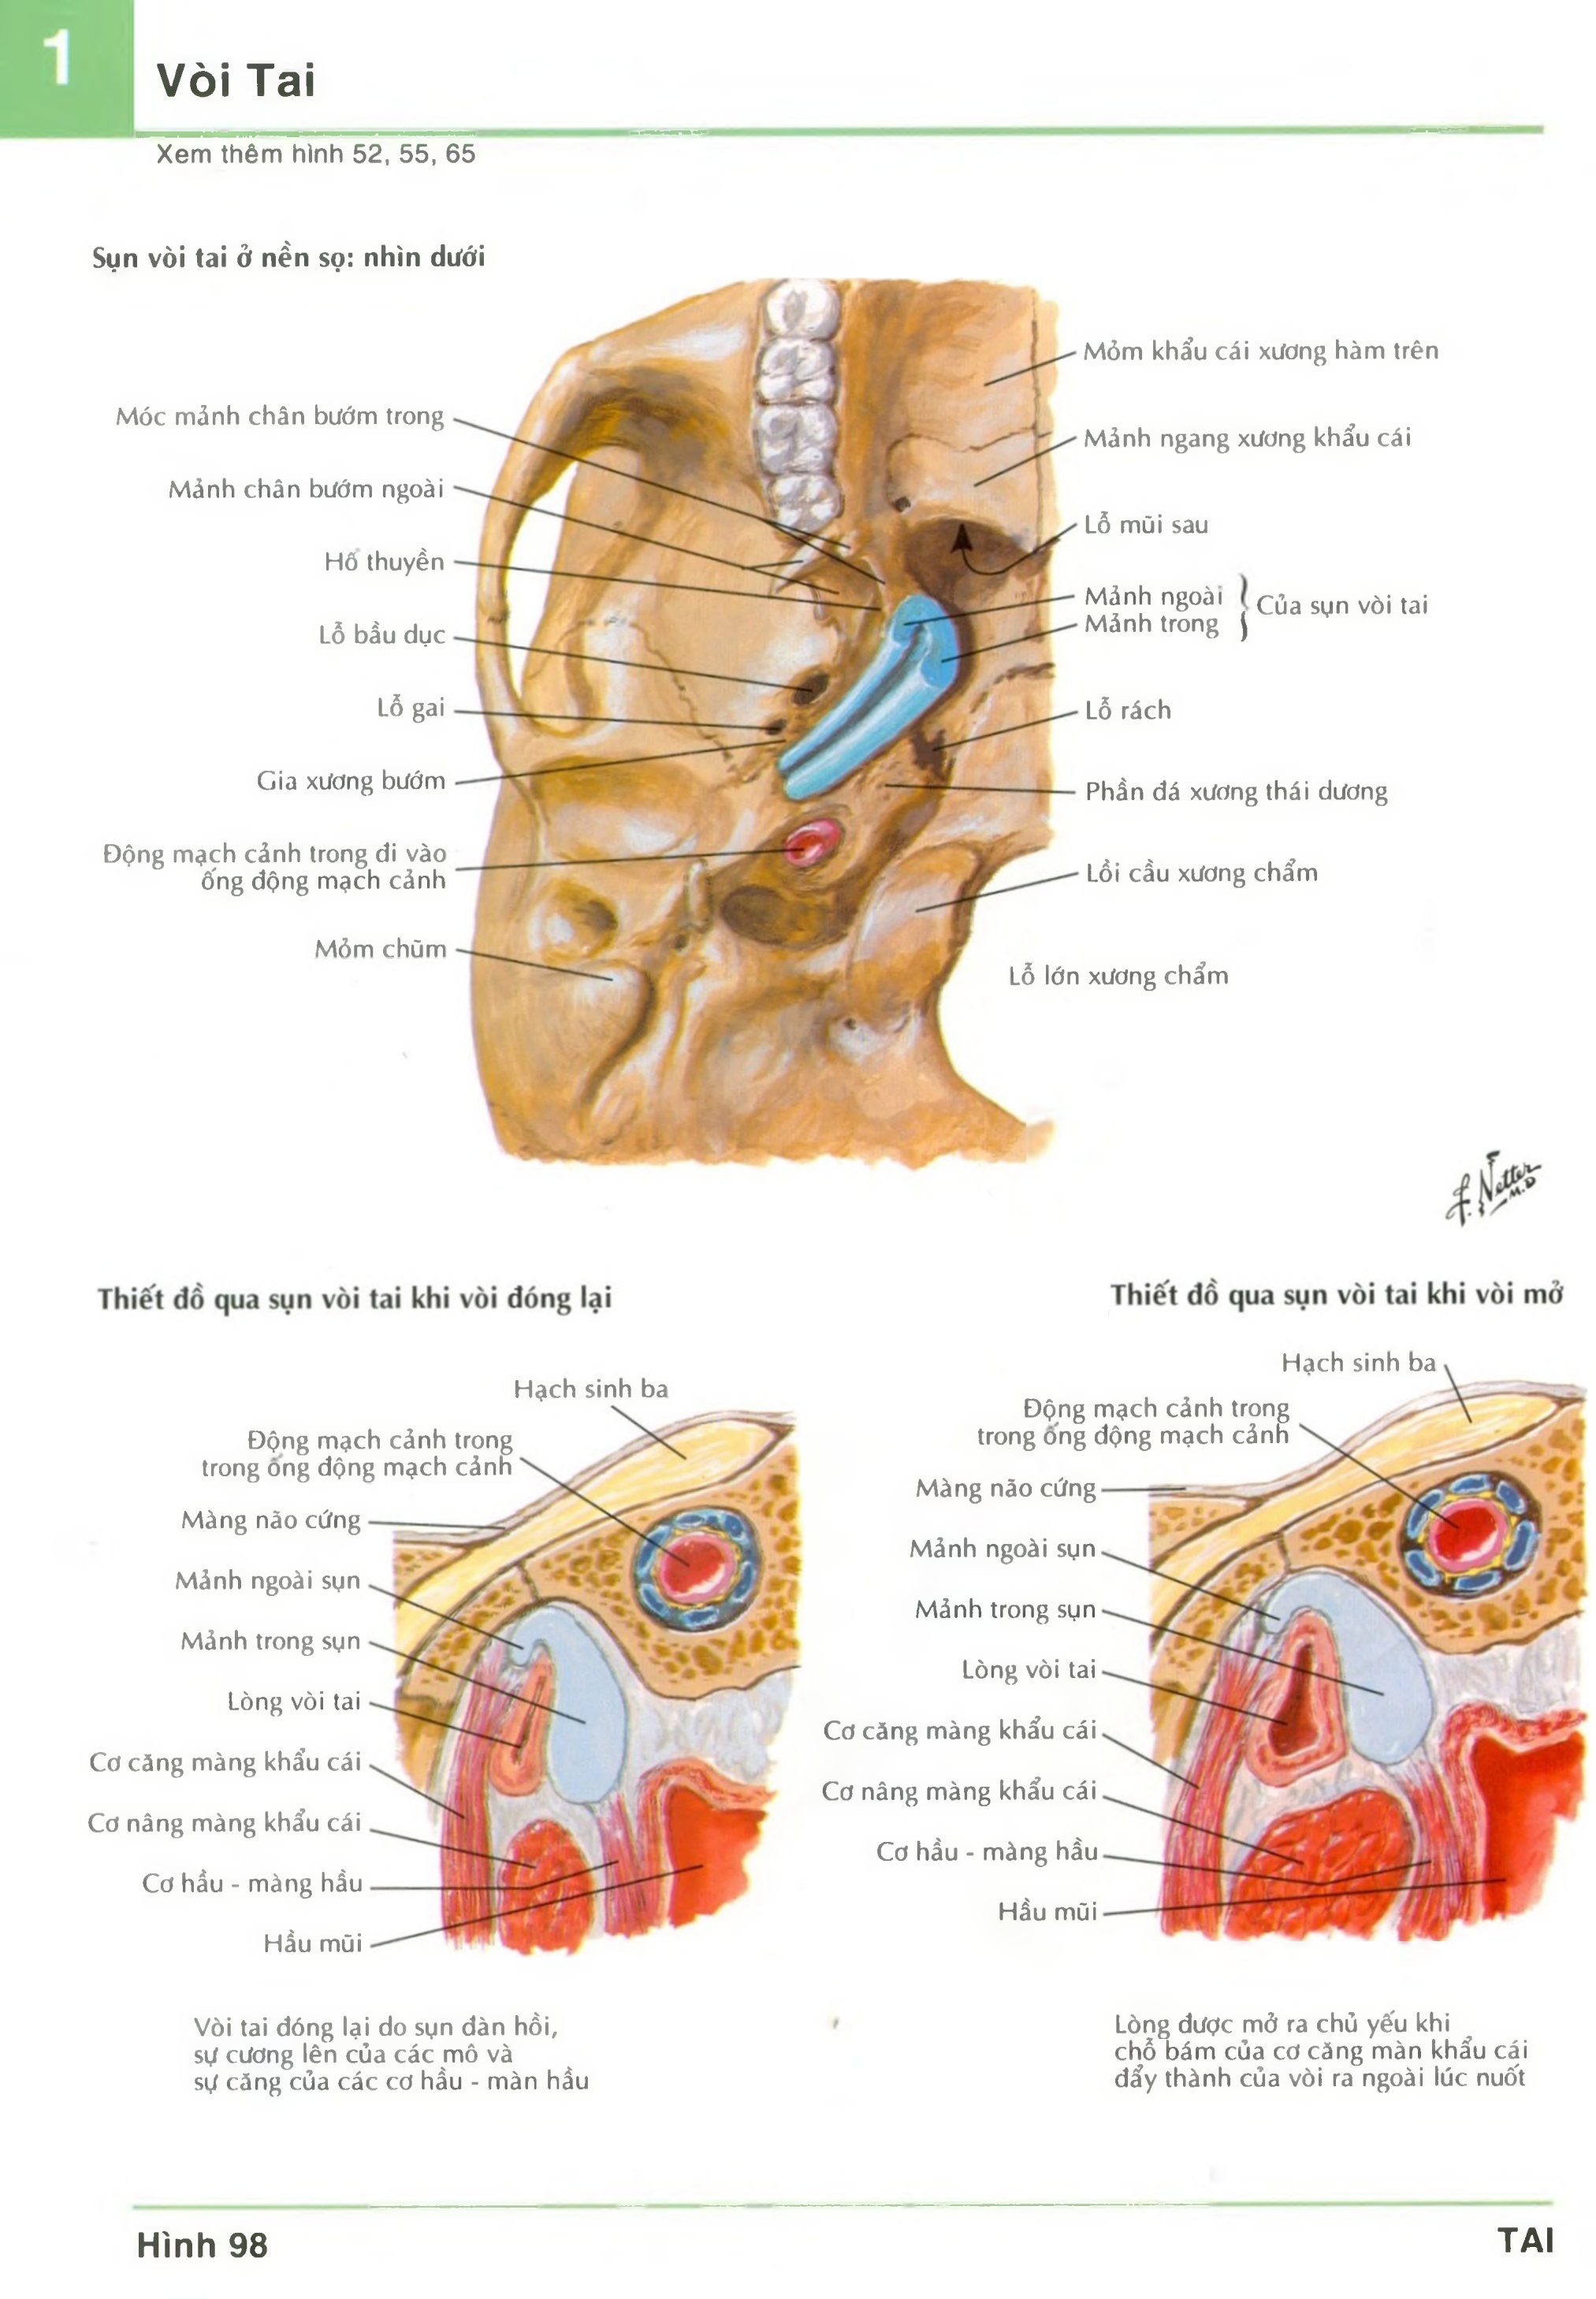 1
Vòi Tai
Xem thêm hình 52, 55, 65
Sụn vòi tai ở nền sọ: nhìn dưới
Móc mảnh chân bướm trong
Mảnh chân bướm ngoài
Hố thuyền
Lỗ bầu dục
Lỗ gai
Gia xương bướm
Động mạch cảnh trong đi vào
ống động mạch cảnh
Mỏm chũm
Mỏm khẩu cái xương hàm trên
Mảnh ngang xương khẩu cái
Lỗ mũi sau
Mảnh ngoài
Mảnh trong
Của sụn vòi tai
Lỗ rách
Phần đá xương thái dương
Lồi cầu xương chẩm
Lỗ lớn xương chẩm
F. Netter
M.D
Thiết đồ qua sụn vòi tai khi vòi đóng lại
Hạch sinh ba
Động mạch cảnh trong
trong ống động mạch cảnh
Màng não cứng
Mảnh ngoài sụn
Mảnh trong sụn
Lòng vòi tai
Cơ căng màng khẩu cái
Cơ nâng màng khẩu cái
Cơ hầu - màng hầu
Hầu mũi
Vòi tai đóng lại do sụn đàn hồi,
sự cương lên của các mô và
sự căng của các cơ hầu - màn hầu
Thiết đồ qua sụn vòi tai khi vòi mở
Hạch sinh ba
Động mạch cảnh trong
trong ống động mạch cảnh
Màng não cứng
Mảnh ngoài sụn
Mảnh trong sụn
Lòng vòi tai
Cơ căng màng khẩu cái
Cơ nâng màng khẩu cái
Cơ hầu - màng hầu
Hầu mũi
Lòng được mở ra chủ yếu khi
chỗ bám của cơ căng màn khẩu cái
đẩy thành của vòi ra ngoài lúc nuốt
Hình 98
TAI